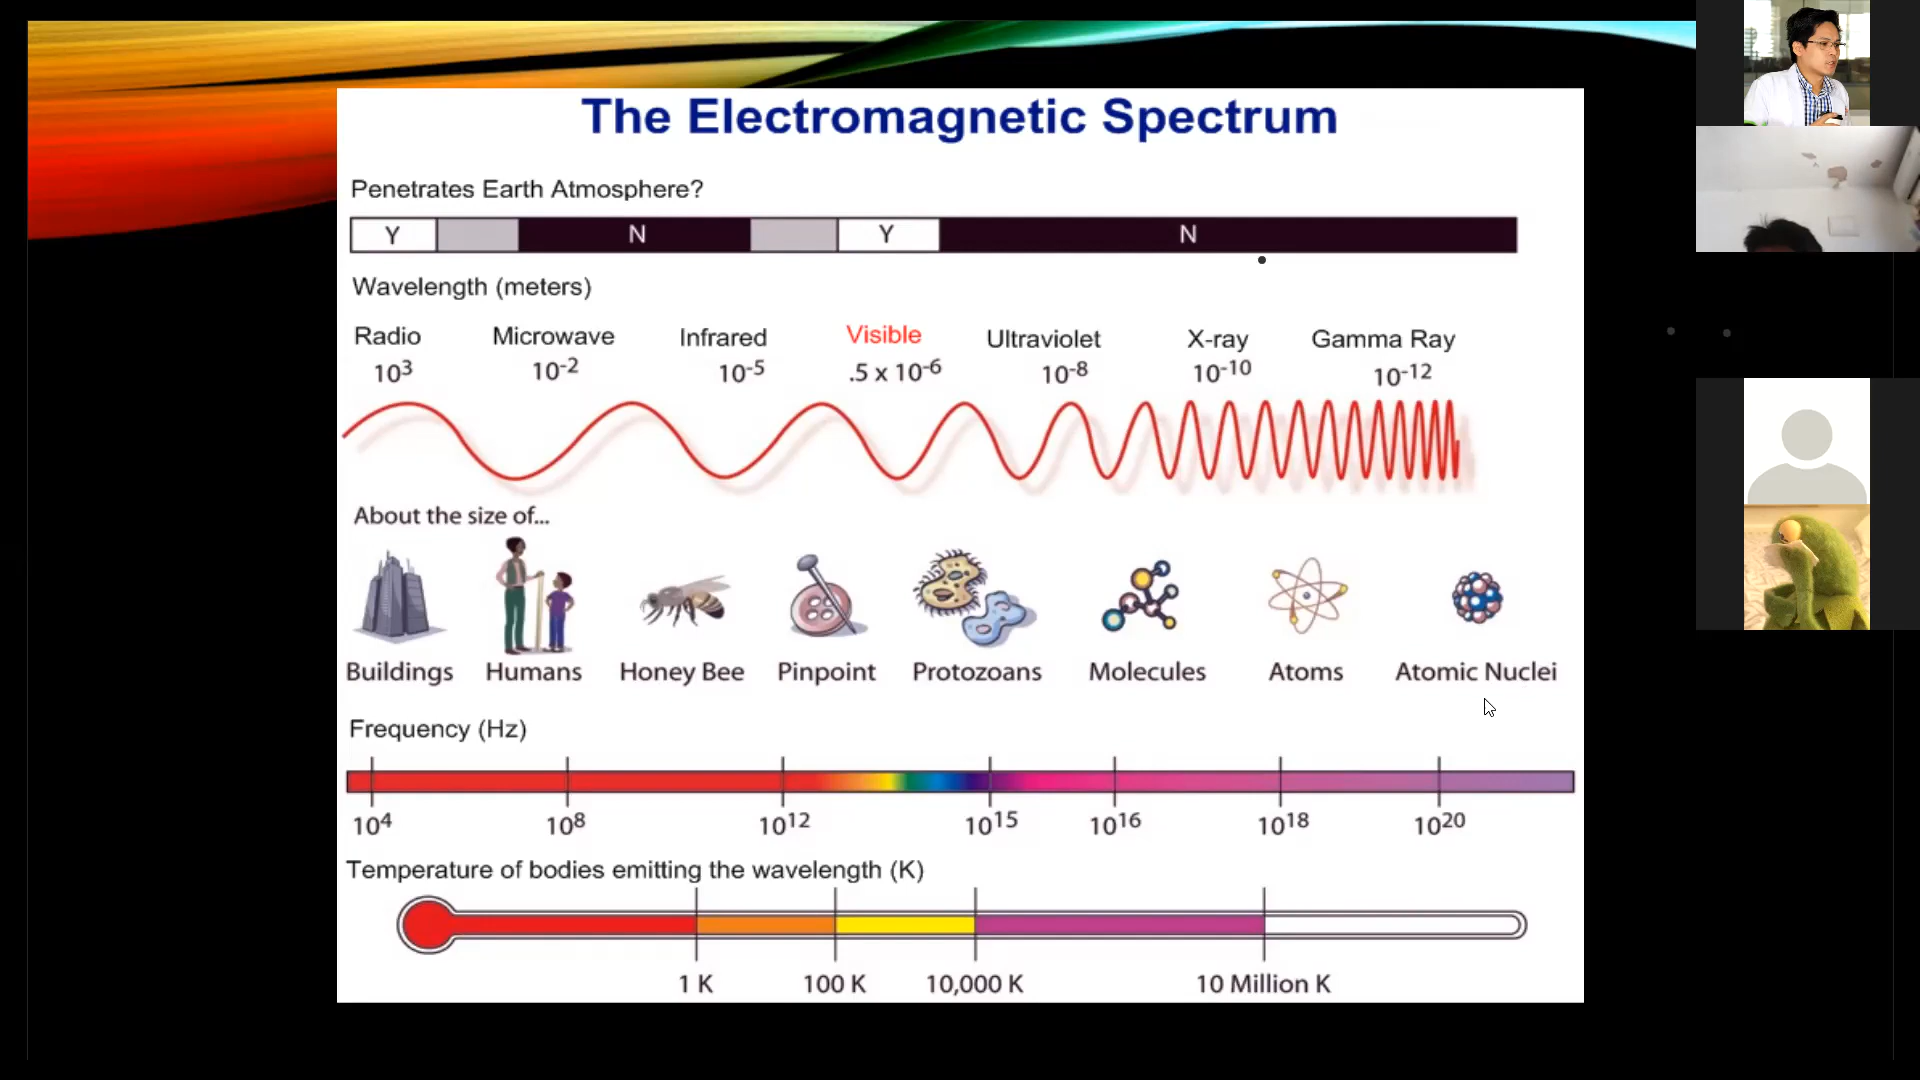 The Electromagnetic Spectrum
Penetrates Earth Atmosphere?
Y N Y N
Wavelength (meters)
Radio Microwave Infrared Visible Ultraviolet X-ray Gamma Ray
10³ 10⁻² 10⁻⁵ .5 x 10⁻⁶ 10⁻⁸ 10⁻¹⁰ 10⁻¹²
About the size of...
Buildings Humans Honey Bee Pinpoint Protozoans Molecules Atoms Atomic Nuclei
Frequency (Hz)
10⁴ 10⁸ 10¹² 10¹⁵ 10¹⁶ 10¹⁸ 10²⁰
Temperature of bodies emitting the wavelength (K)
1 K 100 K 10,000 K 10 Million K